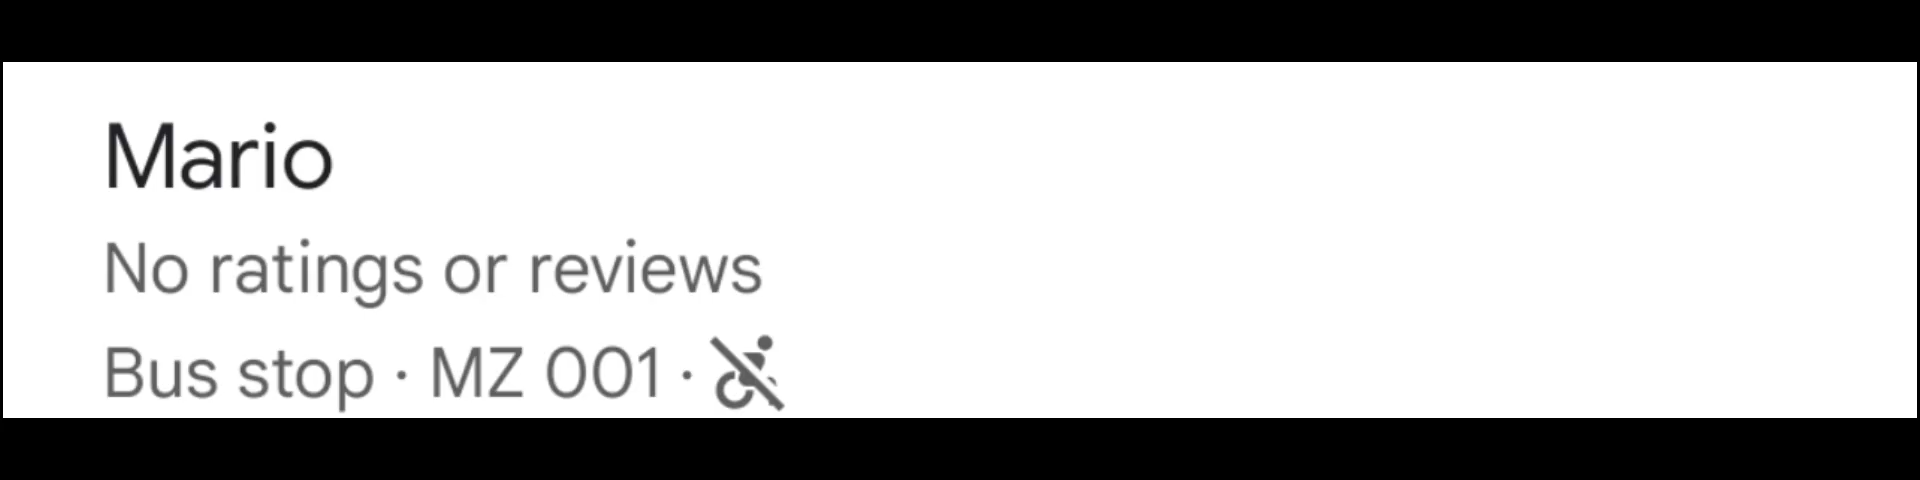 Mario
No ratings or reviews
Bus stop · MZ 001 ·